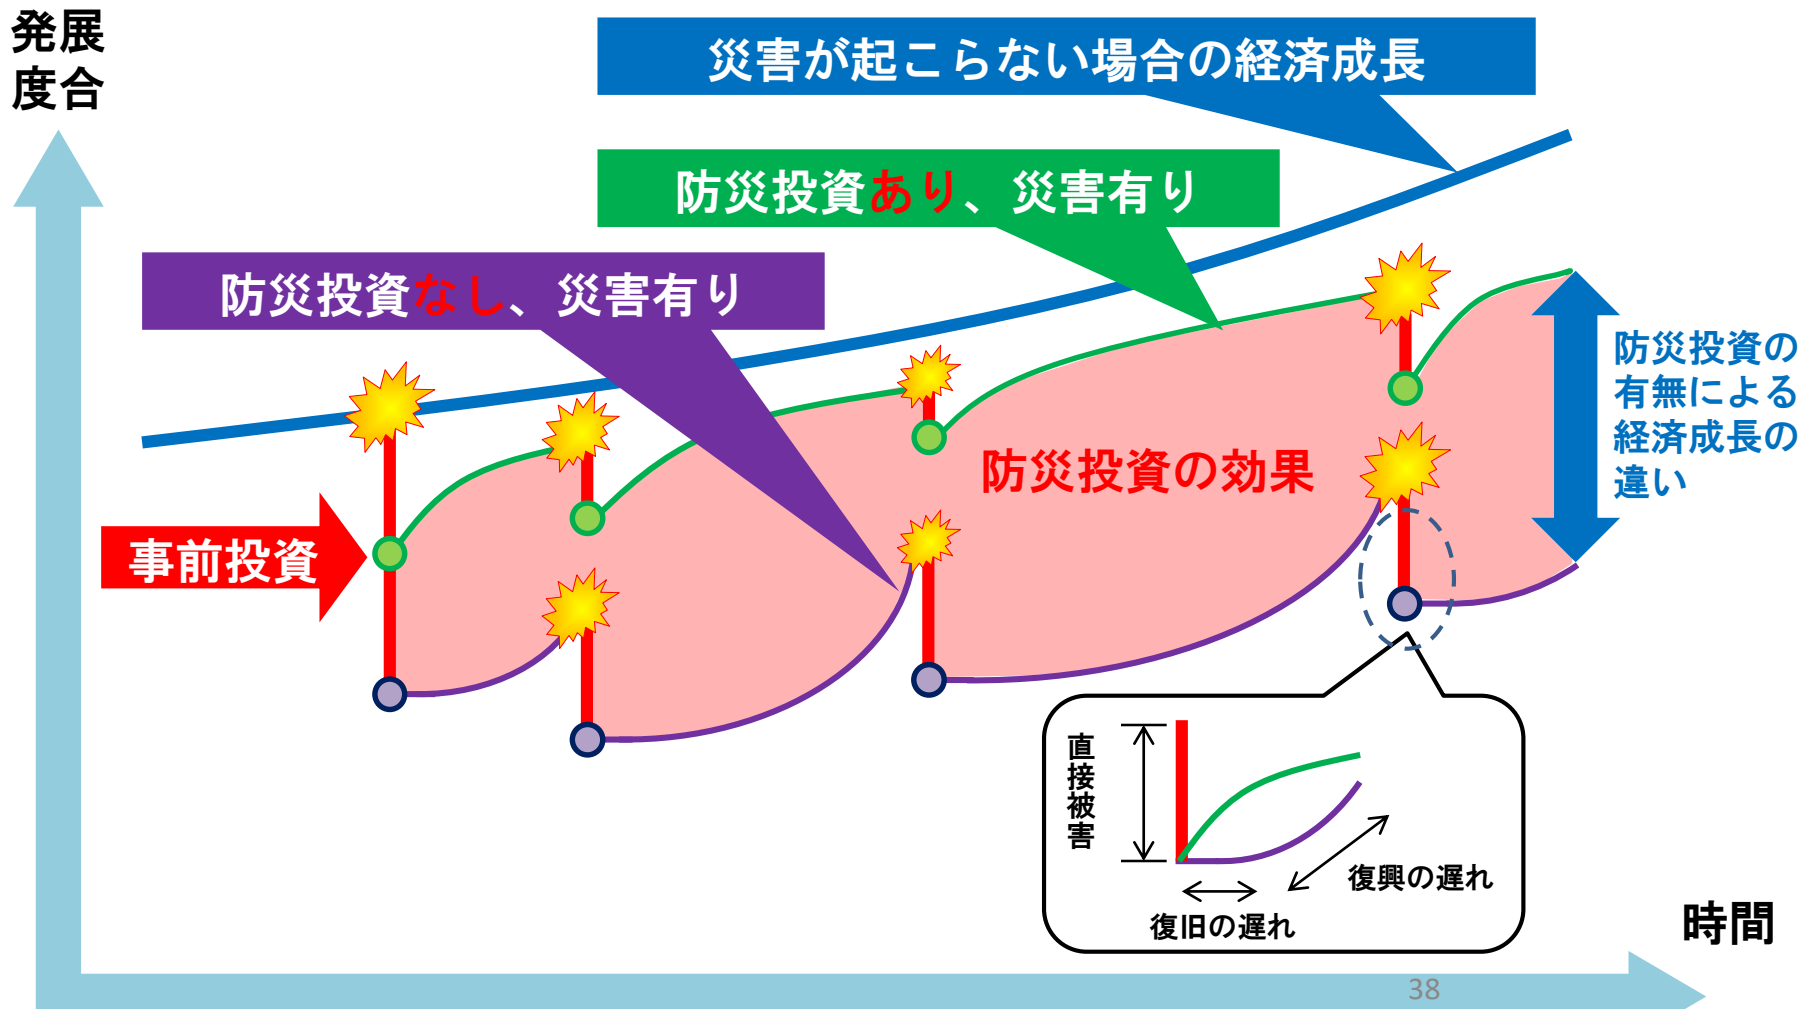 発展
度合
災害が起こらない場合の経済成長
防災投資あり、災害有り
防災投資なし、災害有り
防災投資の
有無による
経済成長の
違い
防災投資の効果
事前投資
直接被害
復興の遅れ
復旧の遅れ
時間
38